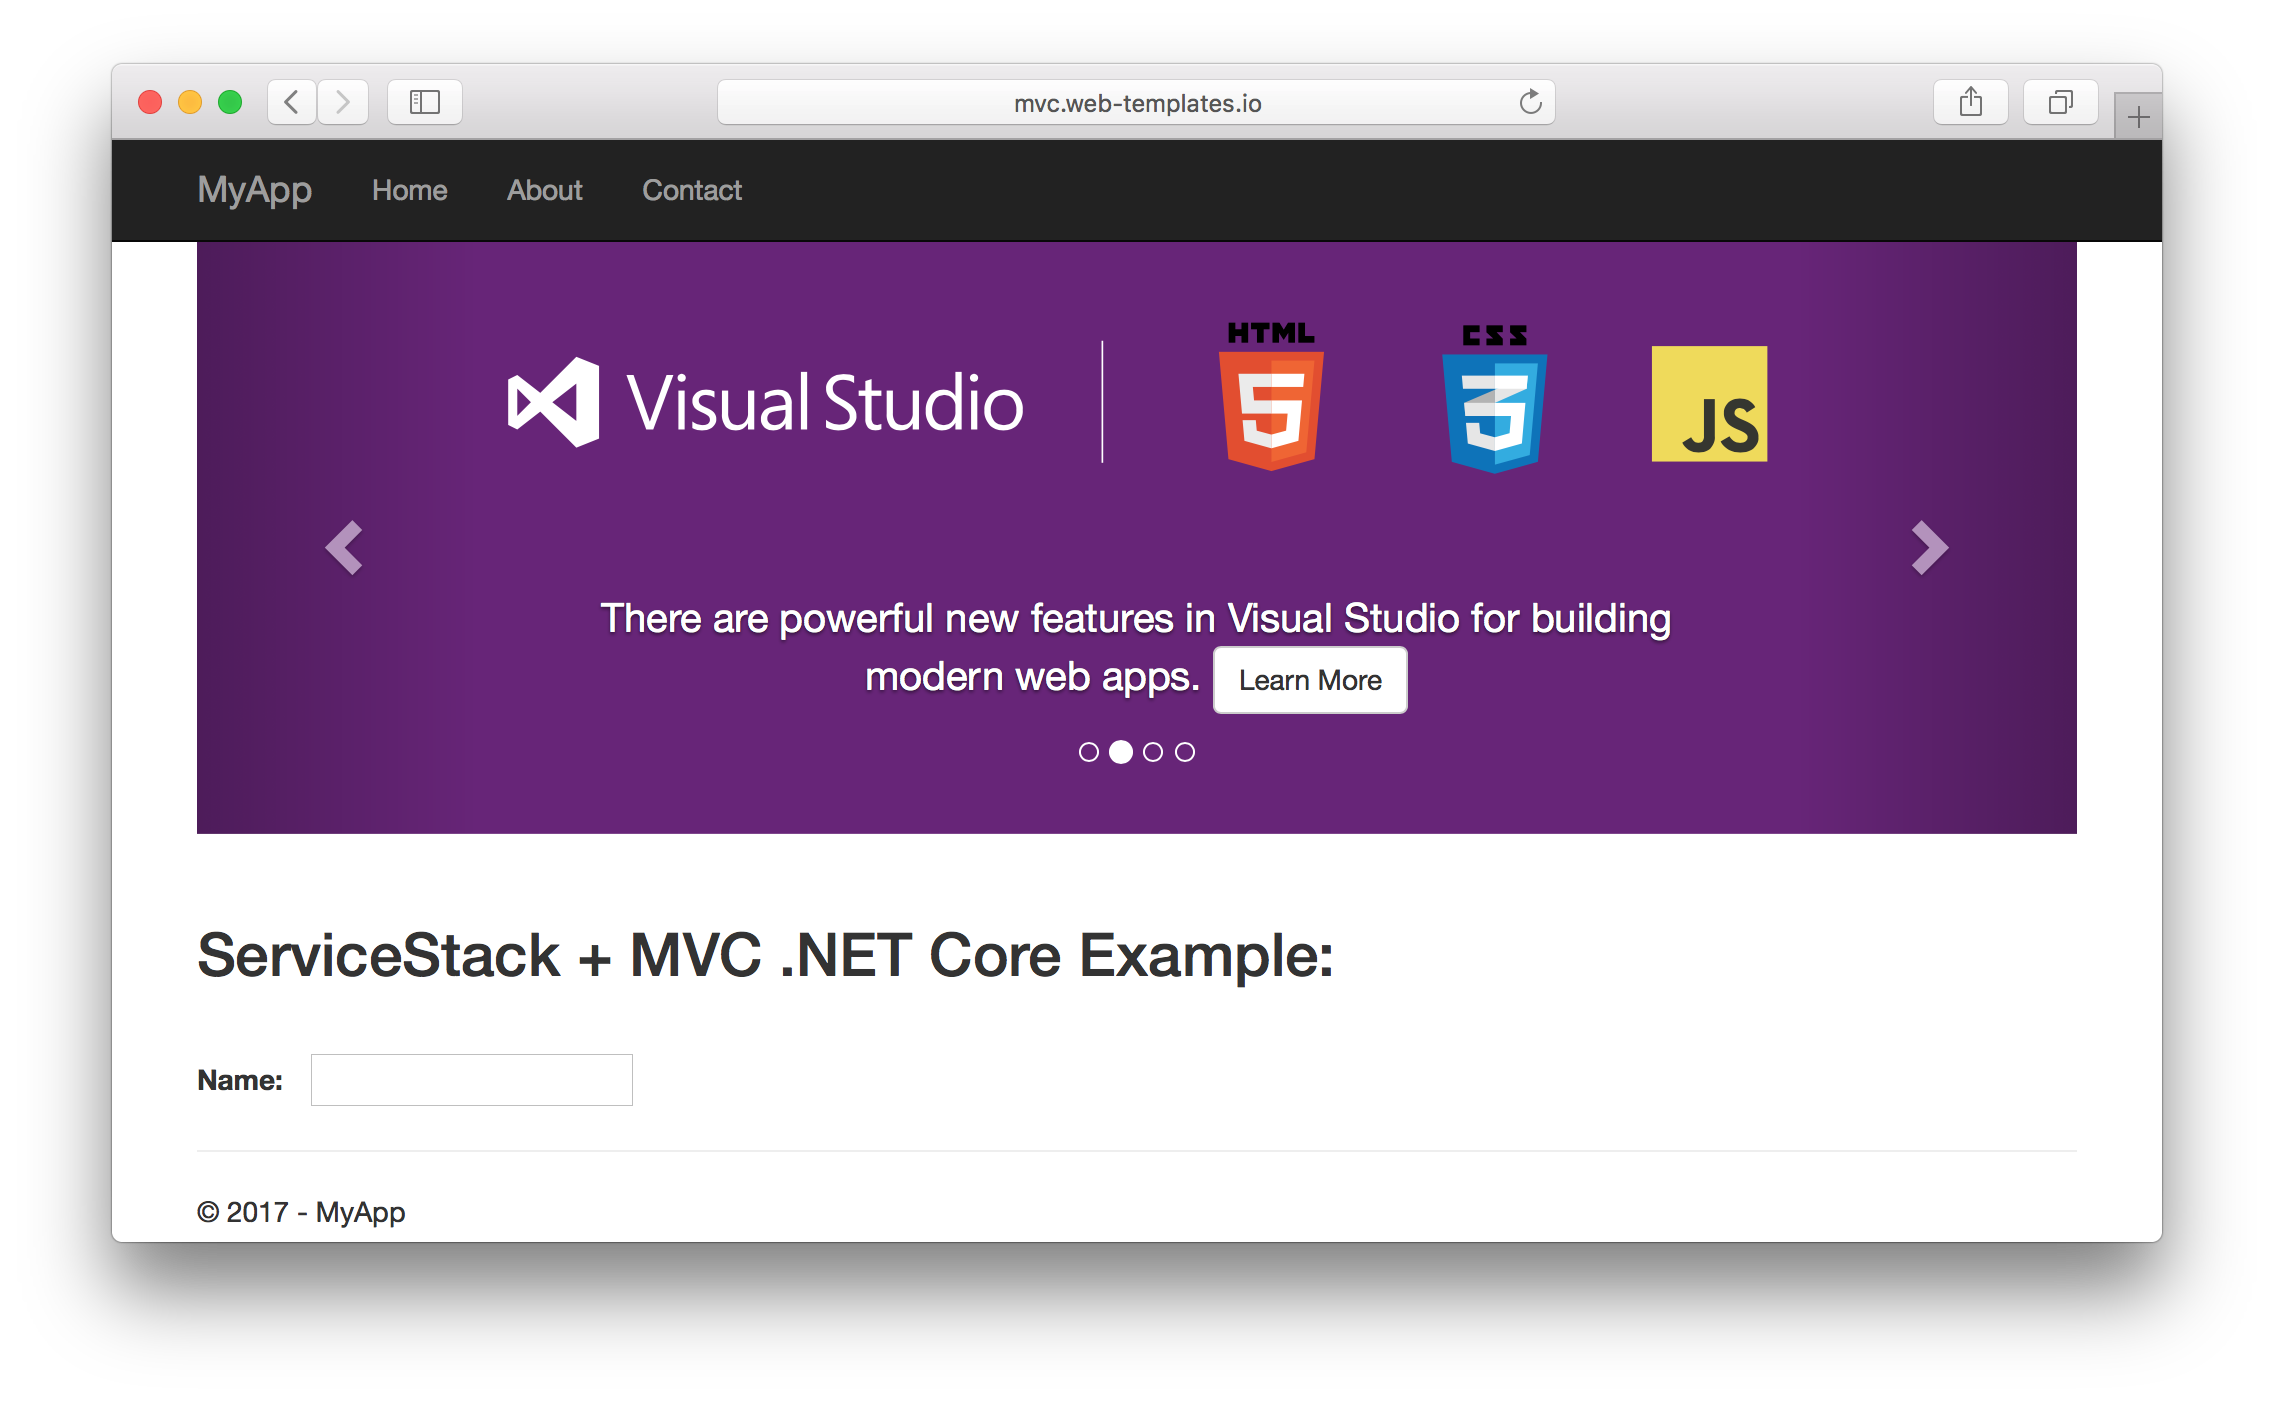 mvc.web-templates.io
MyApp Home About Contact
Visual Studio HTML 5 CSS 3 JS
There are powerful new features in Visual Studio for building
modern web apps. Learn More
ServiceStack + MVC .NET Core Example:
Name:
© 2017 - MyApp